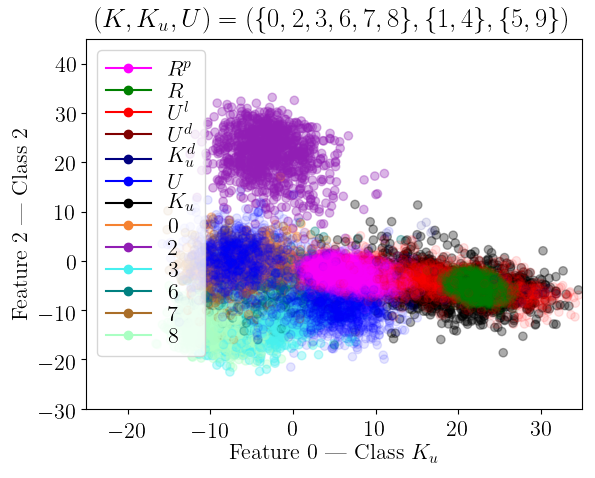 (K, K_u, U) = ({0, 2, 3, 6, 7, 8}, {1, 4}, {5, 9})
Feature 2 — Class 2
40
30
20
10
0
−10
−20
−30
R^p
R
U^l
U^d
K_u^d
U
K_u
0
2
3
6
7
8
−20 −10 0 10 20 30
Feature 0 — Class K_u